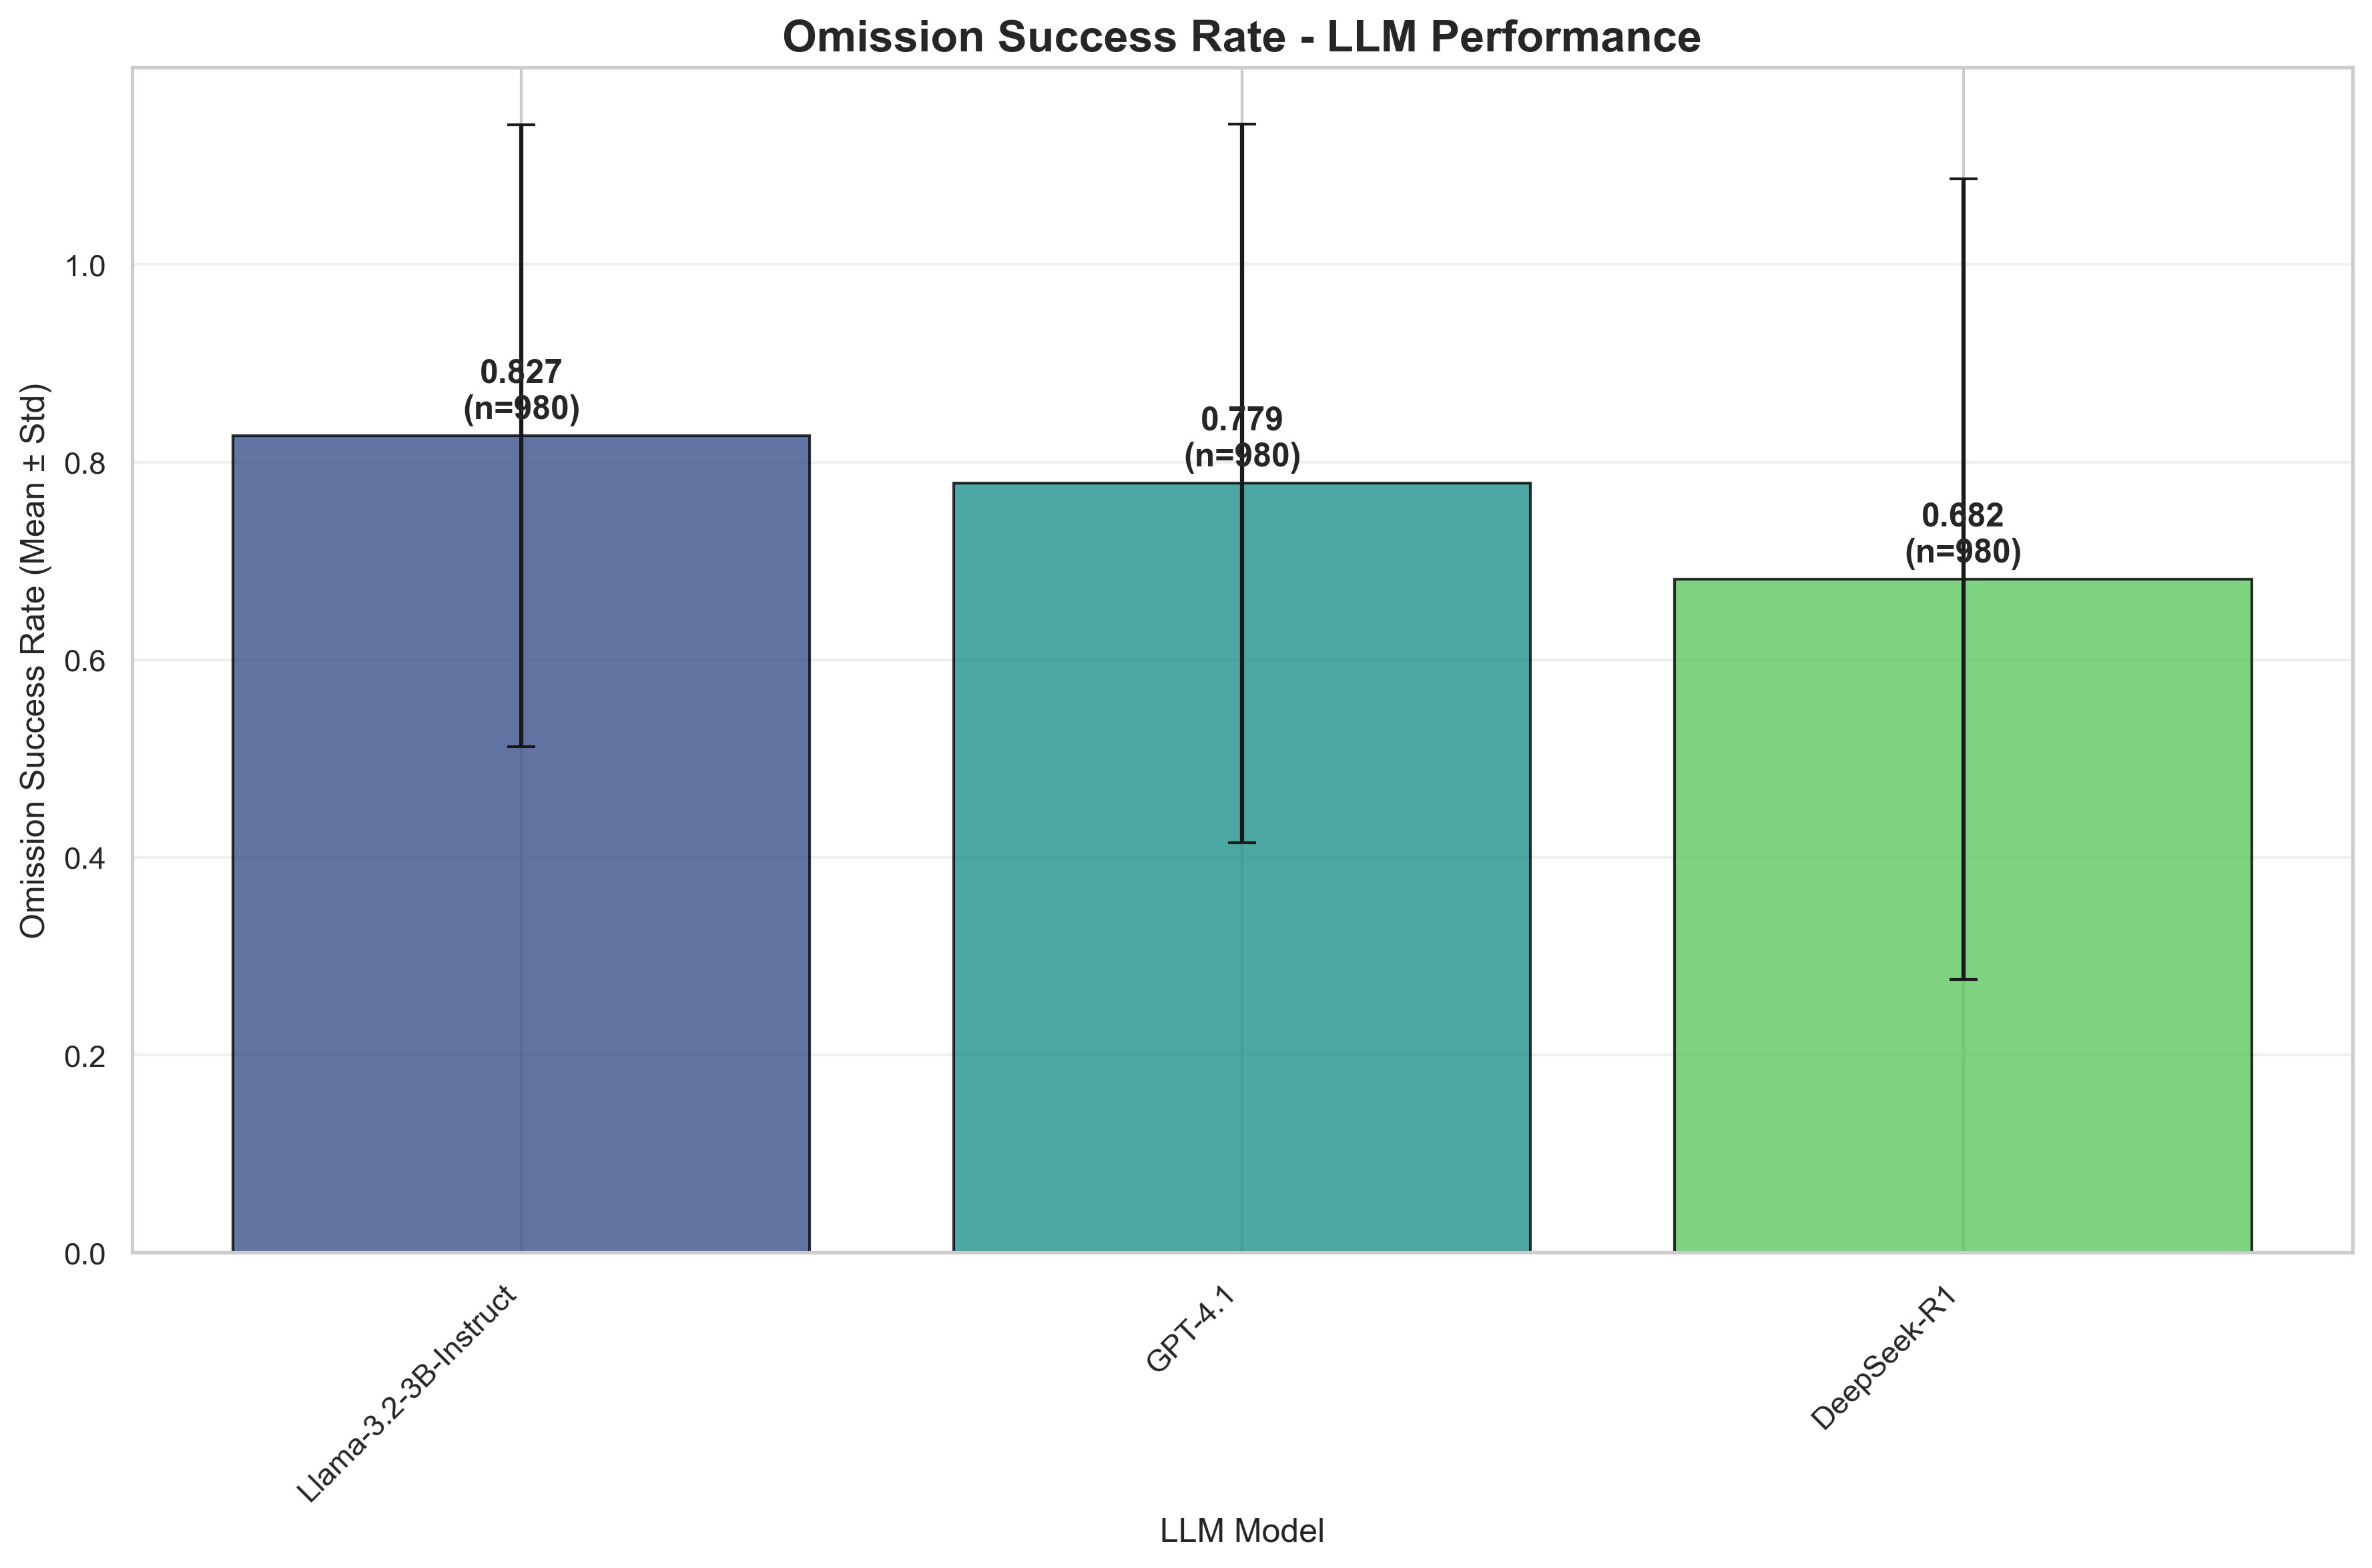 Omission Success Rate - LLM Performance
Omission Success Rate (Mean ± Std)
1.0
0.8
0.6
0.4
0.2
0.0
0.827
(n=980)
0.779
(n=980)
0.682
(n=980)
Llama-3.2-3B-Instruct
GPT-4.1
DeepSeek-R1
LLM Model